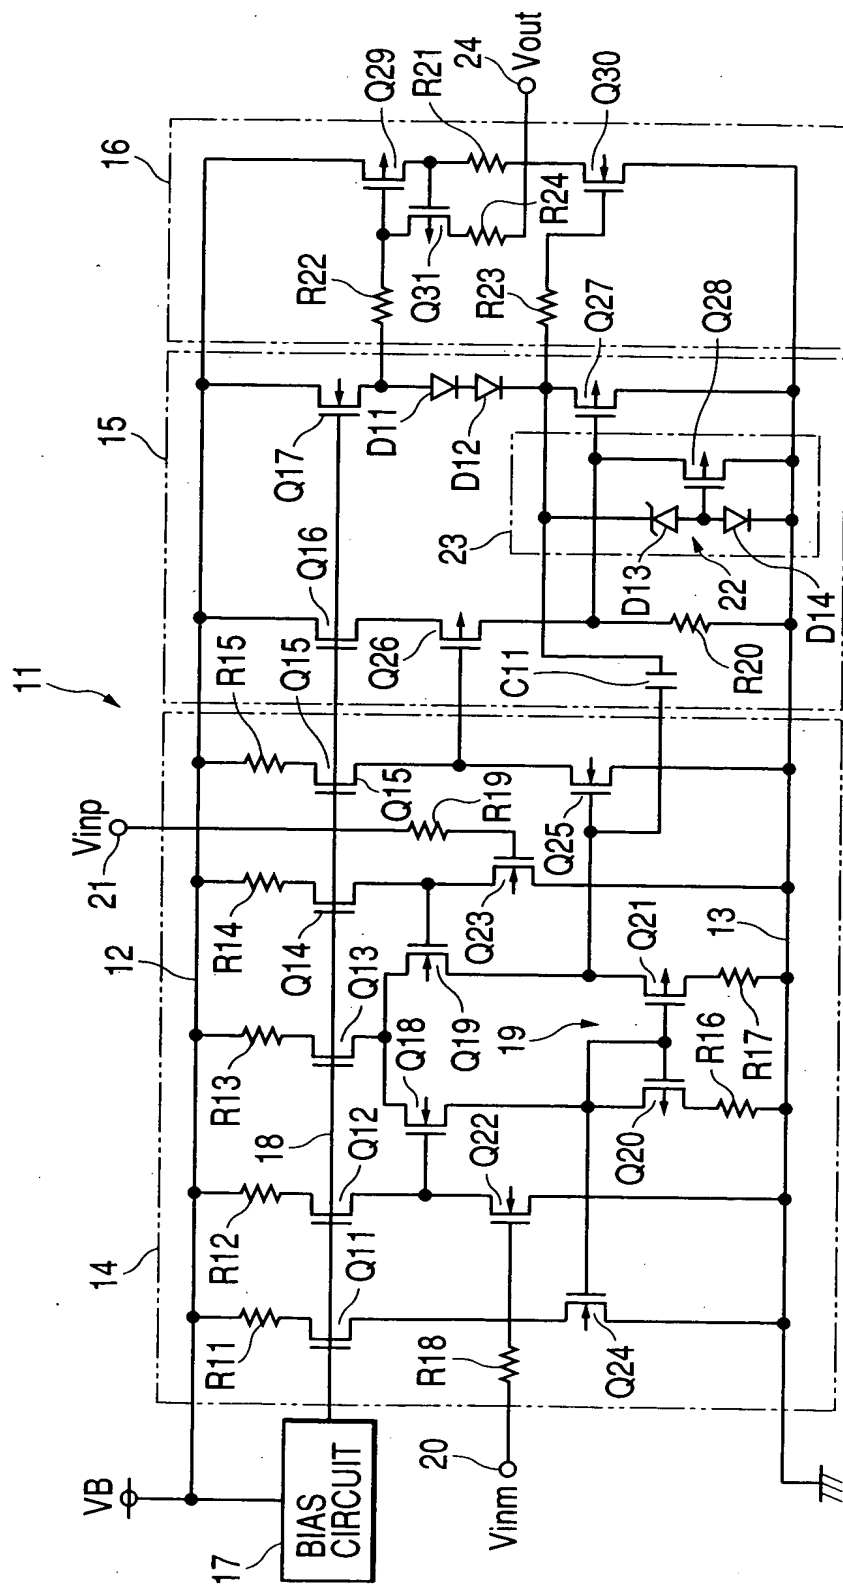 11
VB
14
12
21
Vinp
15
16
17
BIAS
CIRCUIT
R11
R12
R13
R14
R15
18
Q11
Q12
Q13
Q14
Q15
Q15
Q16
Q17
R22
Q29
Q18
Q19
R19
Q26
D11
D12
Q31
R21
24
Vout
R18
20
Vinm
Q22
Q23
C11
23
R23
R24
Q30
Q24
Q20
19
Q21
Q25
Q27
R16
R17
13
R20
D13
22
D14
Q28